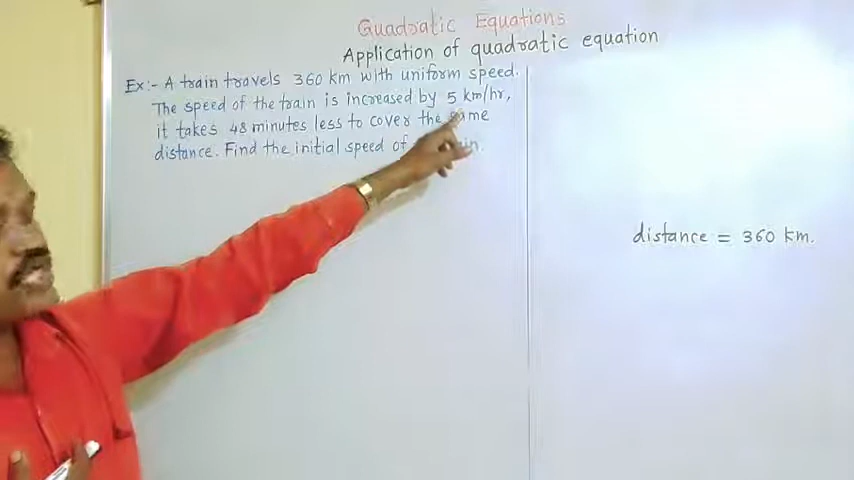 Quadratic Equations
Application of quadratic equation
Ex:- A train travels 360 km with uniform speed.
The speed of the train is increased by 5 km/hr,
it takes 48 minutes less to cover the same
distance. Find the initial speed of
distance = 360 km.